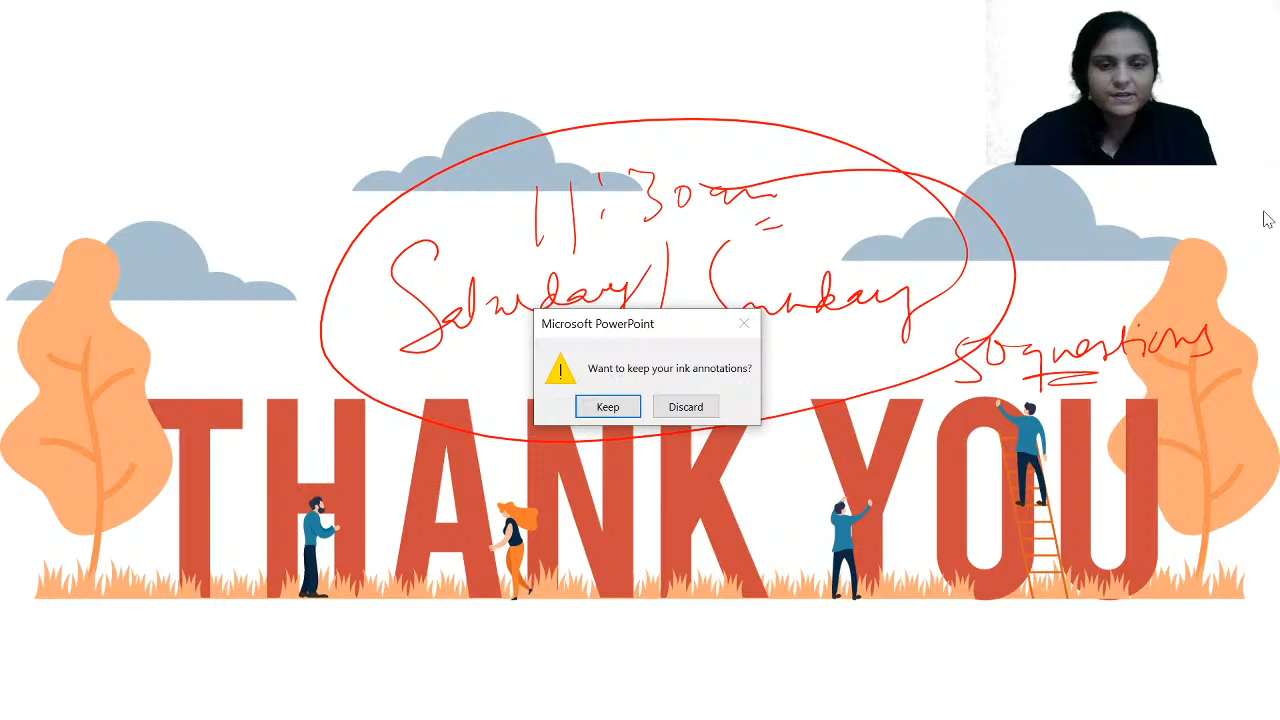 11:30am
Saturday/Sunday
50 questions
Microsoft PowerPoint
Want to keep your ink annotations?
Keep Discard
THANK YOU